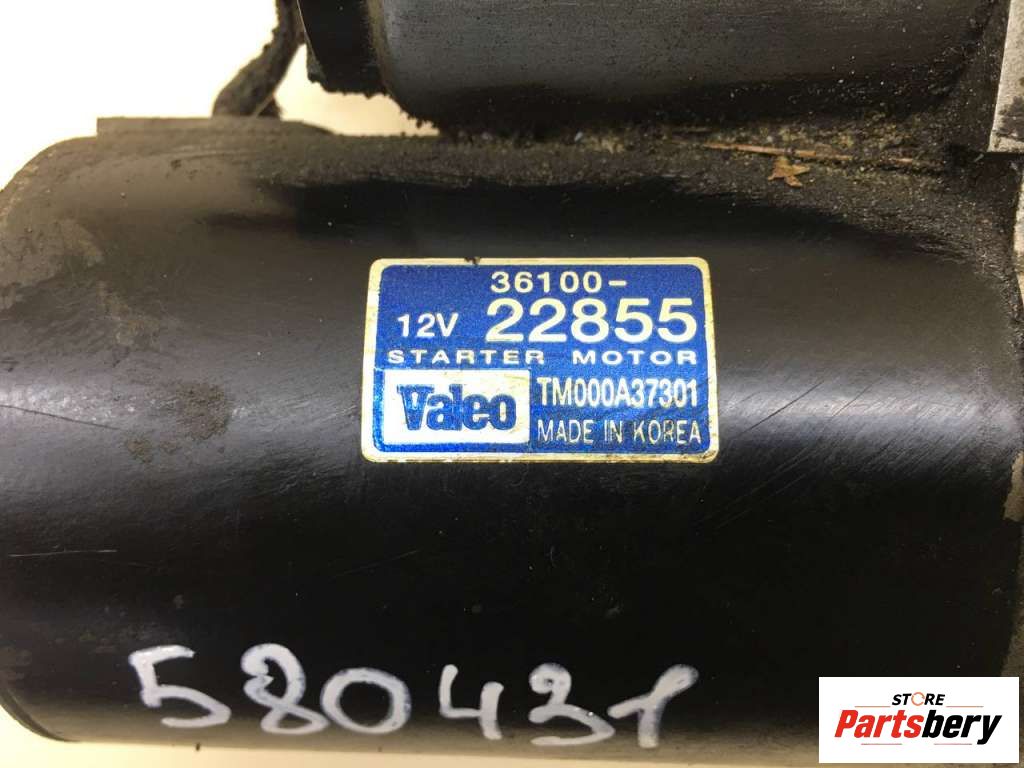 36100-
12V 22855
STARTER MOTOR
Valeo TM000A37301
MADE IN KOREA
580431
STORE
Partsbery